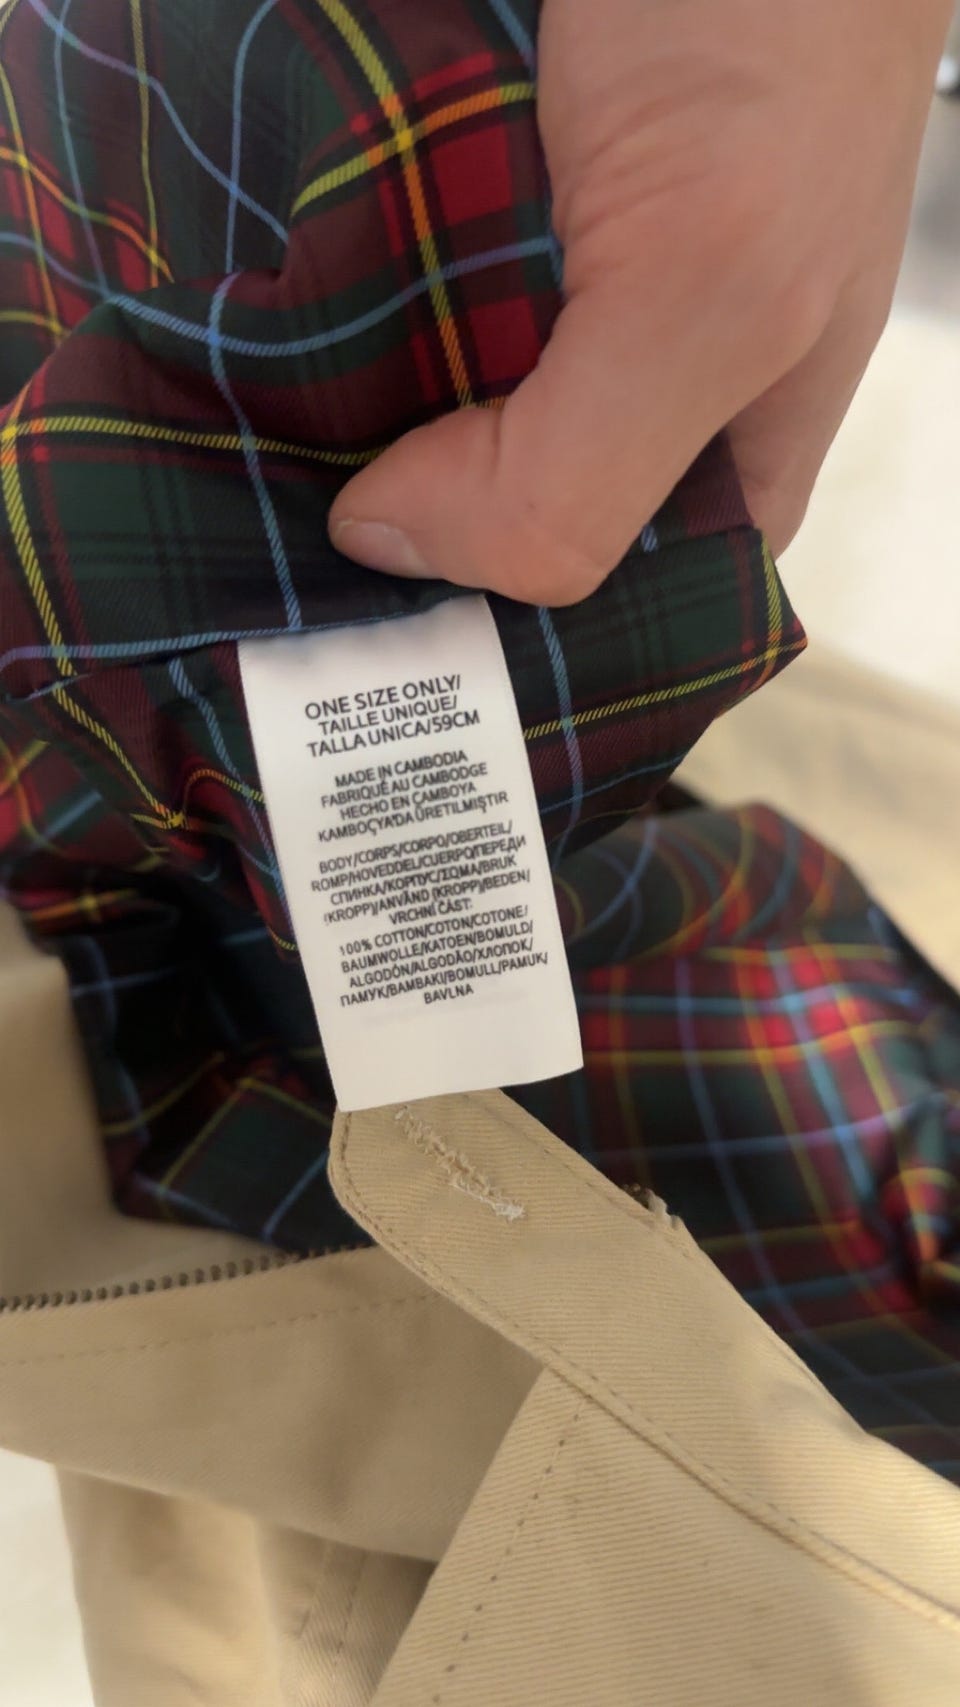 ONE SIZE ONLY/
TAILLE UNIQUE/
TALLA UNICA/59CM
MADE IN CAMBODIA
FABRIQUÉ AU CAMBODGE
HECHO EN CAMBOYA
KAMBOÇYA'DA ÜRETILMIŞTIR
BODY/CORPS/CORPO/OBERTEIL/
ROMP/HOVEDDEL/CUERPO/ПЕРЕДИ
СПИНКА/КОРПУС/ΣΩΜΑ/BRUK
(KROPP)/ANVÄND (KROPP)/BEDEN/
VRCHNÍ ČÁST:
100% COTTON/COTON/COTONE/
BAUMWOLLE/KATOEN/BOMULD/
ALGODÓN/ALGODÃO/ХЛОПОК/
ПАМУК/BAMBAKI/BOMULL/PAMUK/
BAVLNA